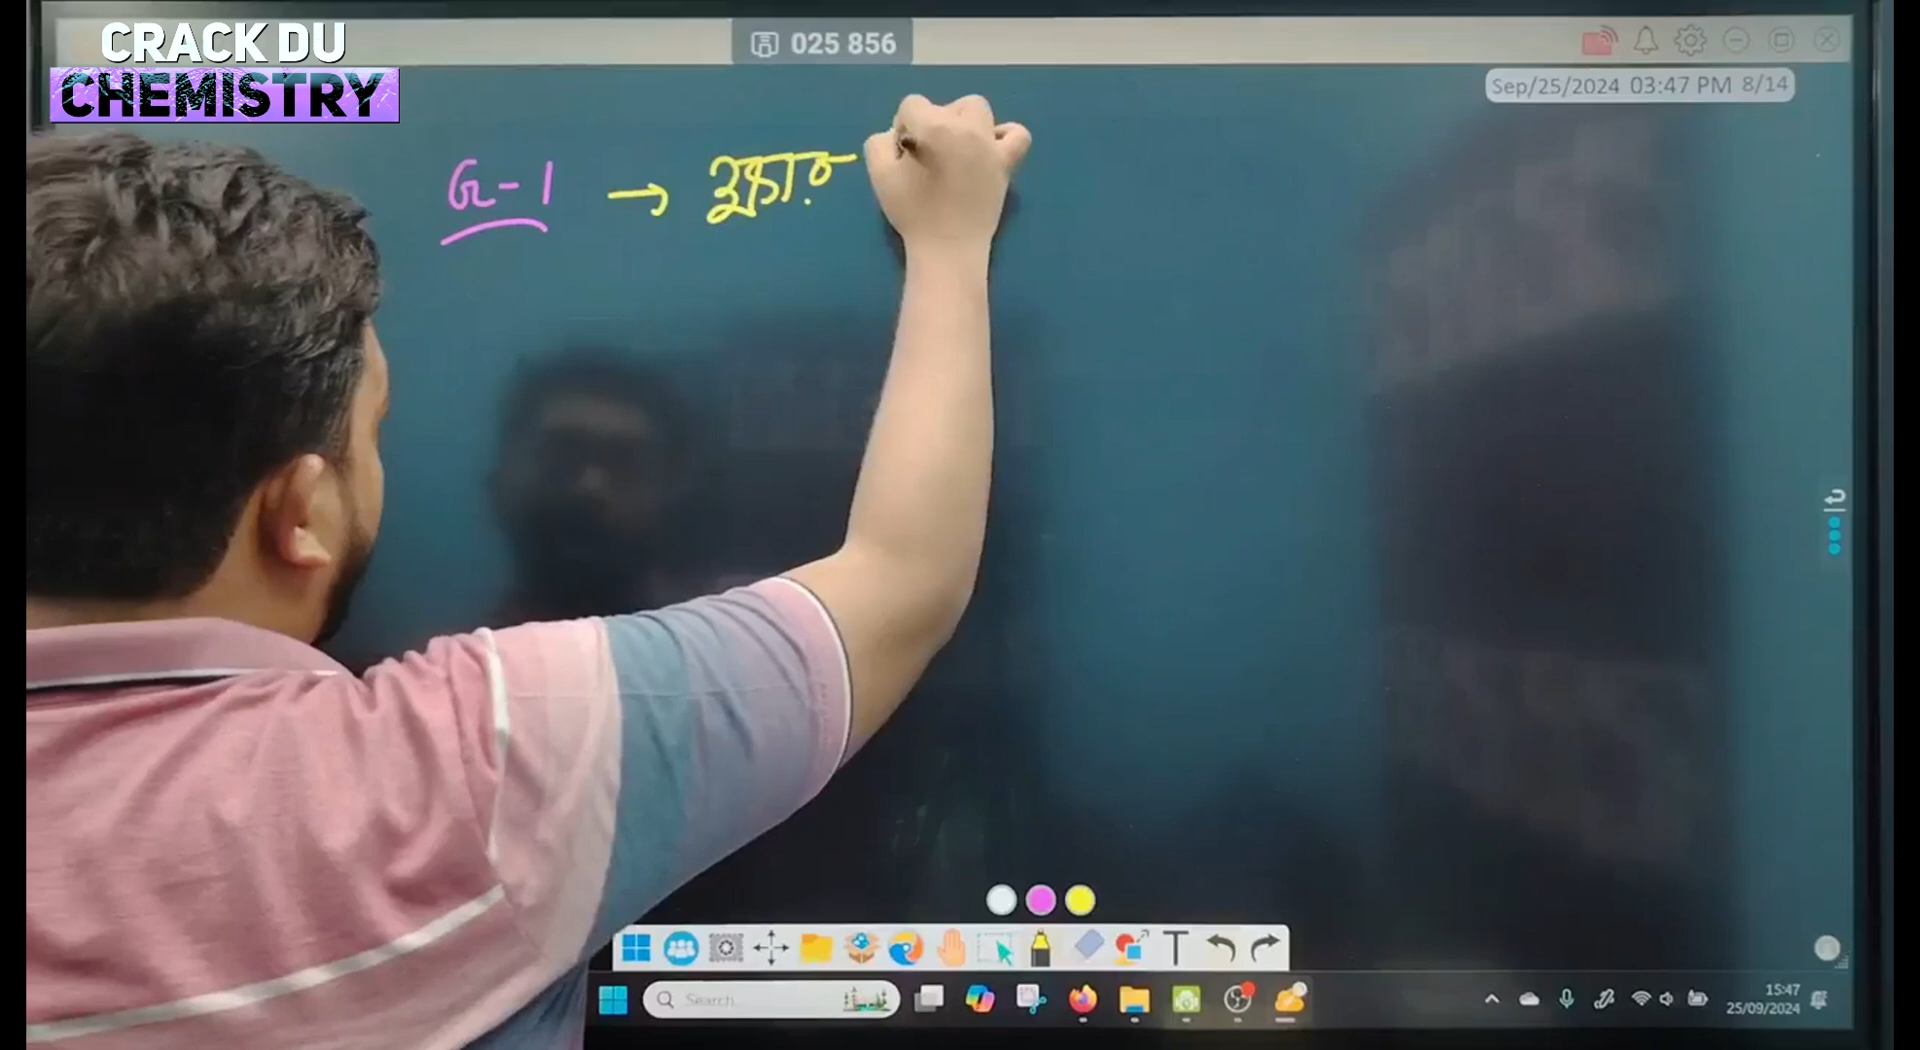 CRACK DU
CHEMISTRY
025 856
Sep/25/2024 03:47 PM 8/14
G-1 →
T
Search
15:47
25/09/2024